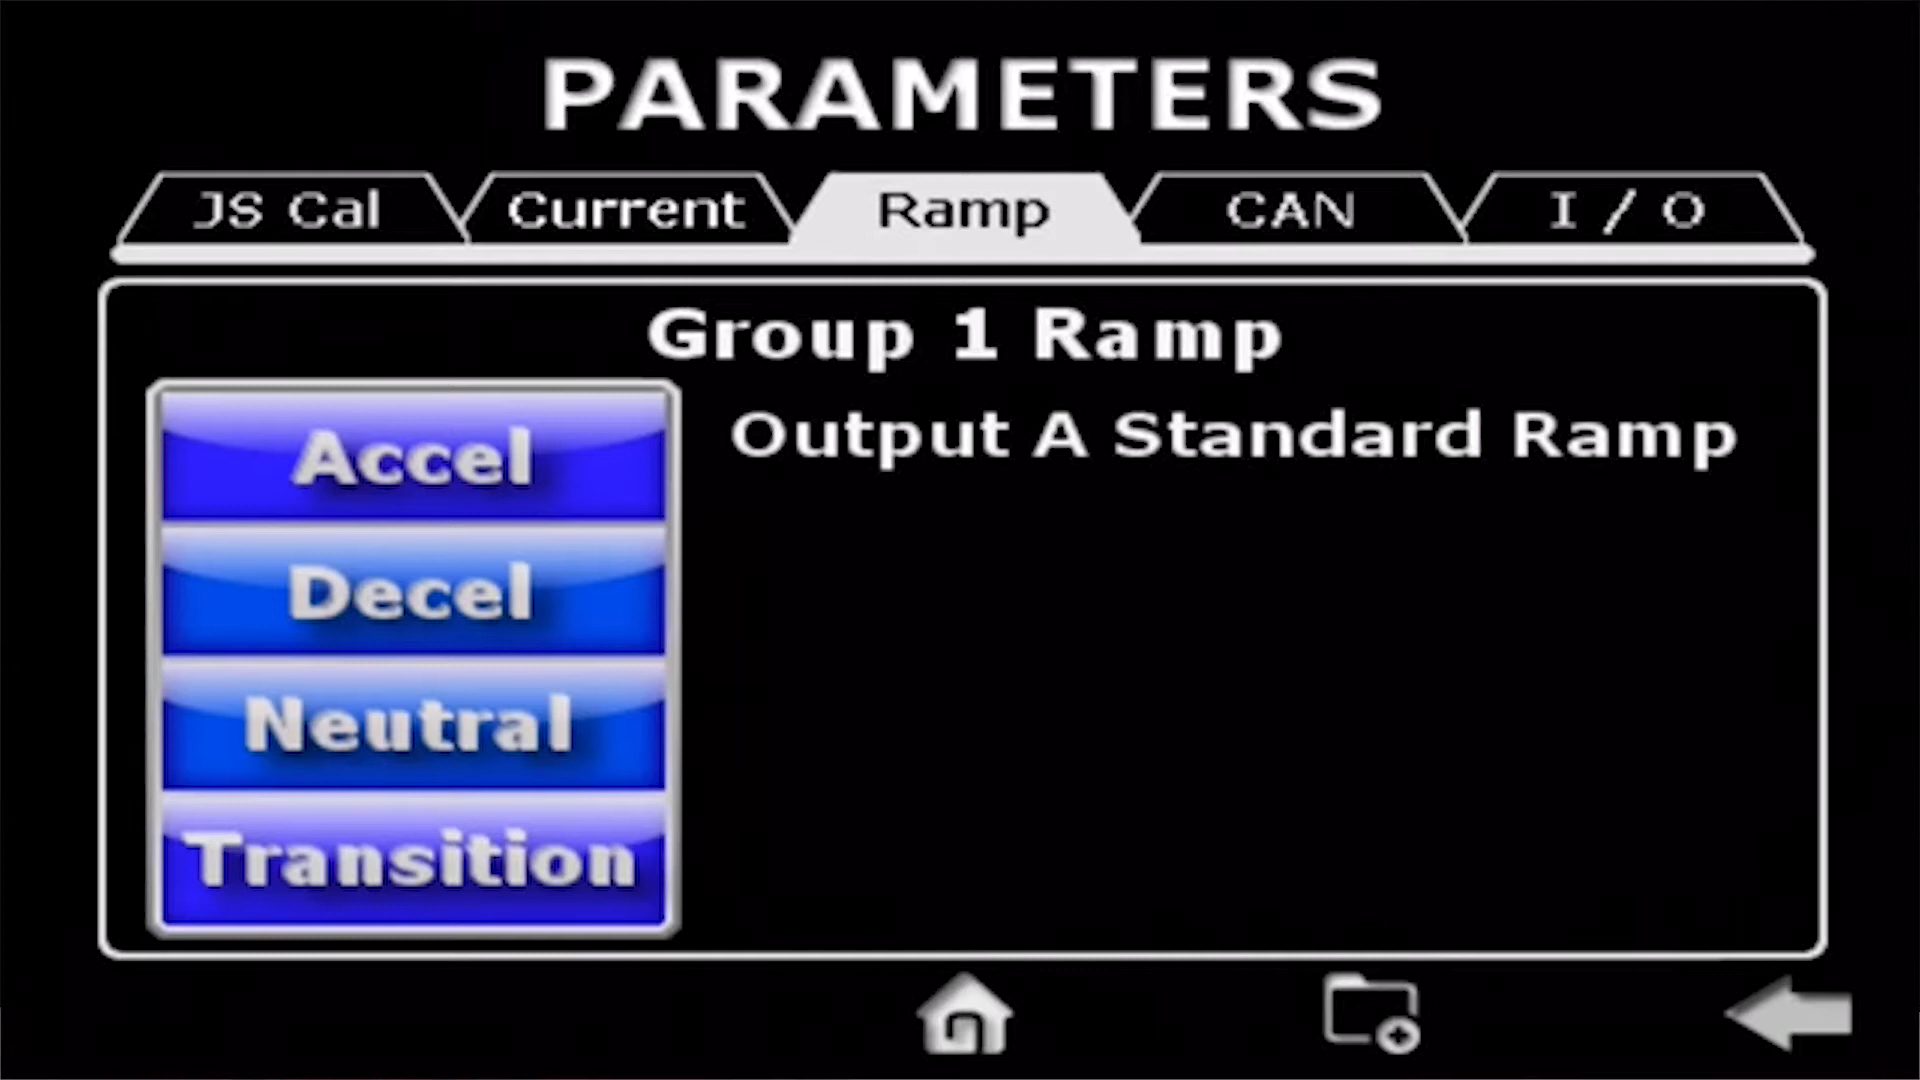 PARAMETERS
JS Cal Current Ramp CAN I / O
Group 1 Ramp
Output A Standard Ramp
Accel
Decel
Neutral
Transition